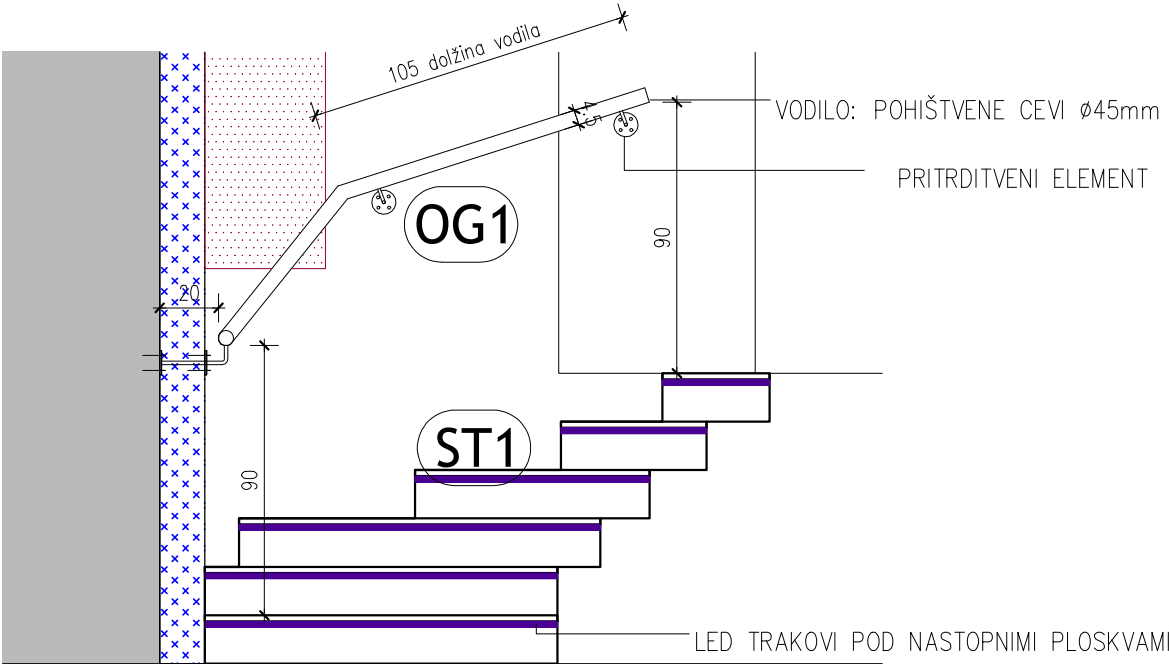 105 dolžina vodila
4.5
VODILO: POHIŠTVENE CEVI Ø45mm
PRITRDITVENI ELEMENT
OG1
90
20
ST1
90
LED TRAKOVI POD NASTOPNIMI PLOSKVAMI